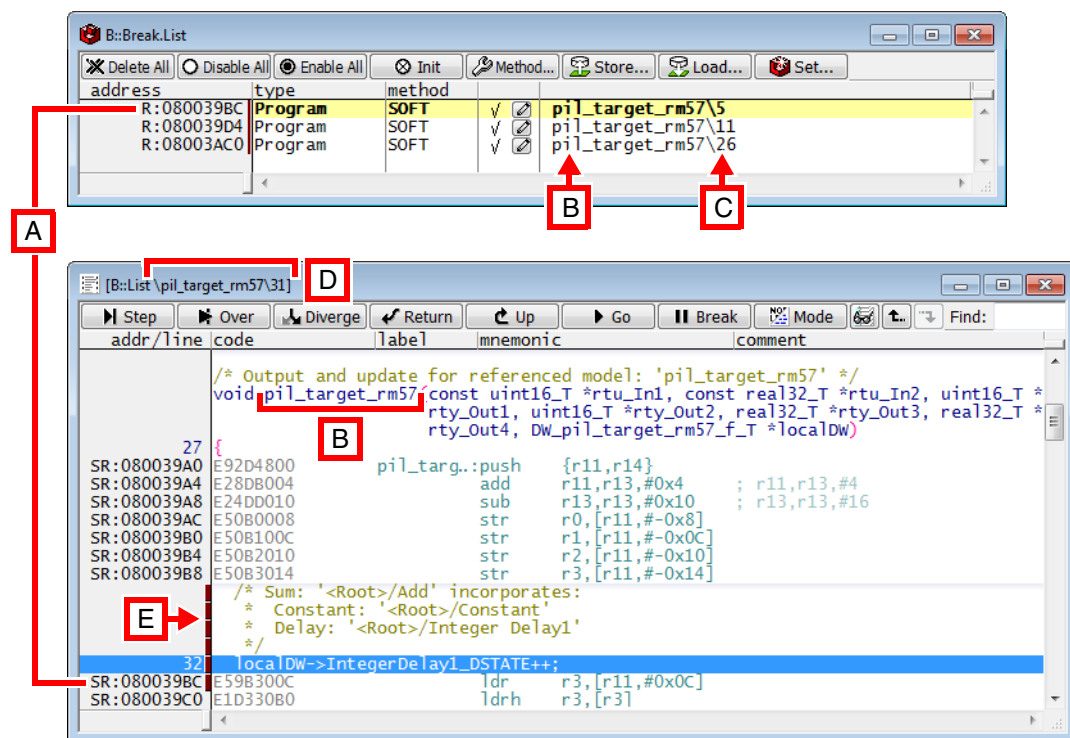 B::Break.List
Delete All Disable All Enable All Init Method... Store... Load... Set...
address type method
R:080039BC Program SOFT √ pil_target_rm57\5
R:080039D4 Program SOFT √ pil_target_rm57\11
R:08003AC0 Program SOFT √ pil_target_rm57\26
B C
A
[B::List \pil_target_rm57\31] D
Step Over Diverge Return Up Go Break Mode t.. Find:
addr/line code label mnemonic comment
/* Output and update for referenced model: 'pil_target_rm57' */
void pil_target_rm57(const uint16_T *rtu_In1, const real32_T *rtu_In2, uint16_T *
rty_Out1, uint16_T *rty_Out2, real32_T *rty_Out3, real32_T *
rty_Out4, DW_pil_target_rm57_f_T *localDW)
B
27 {
SR:080039A0 E92D4800 pil_targ..:push {r11,r14}
SR:080039A4 E28DB004 add r11,r13,#0x4 ; r11,r13,#4
SR:080039A8 E24DD010 sub r13,r13,#0x10 ; r13,r13,#16
SR:080039AC E50B0008 str r0,[r11,#-0x8]
SR:080039B0 E50B100C str r1,[r11,#-0x0C]
SR:080039B4 E50B2010 str r2,[r11,#-0x10]
SR:080039B8 E50B3014 str r3,[r11,#-0x14]
/* Sum: '<Root>/Add' incorporates:
E * Constant: '<Root>/Constant'
* Delay: '<Root>/Integer Delay1'
*/
32 localDW->IntegerDelay1_DSTATE++;
SR:080039BC E59B300C ldr r3,[r11,#0x0C]
SR:080039C0 E1D330B0 ldrh r3,[r3]